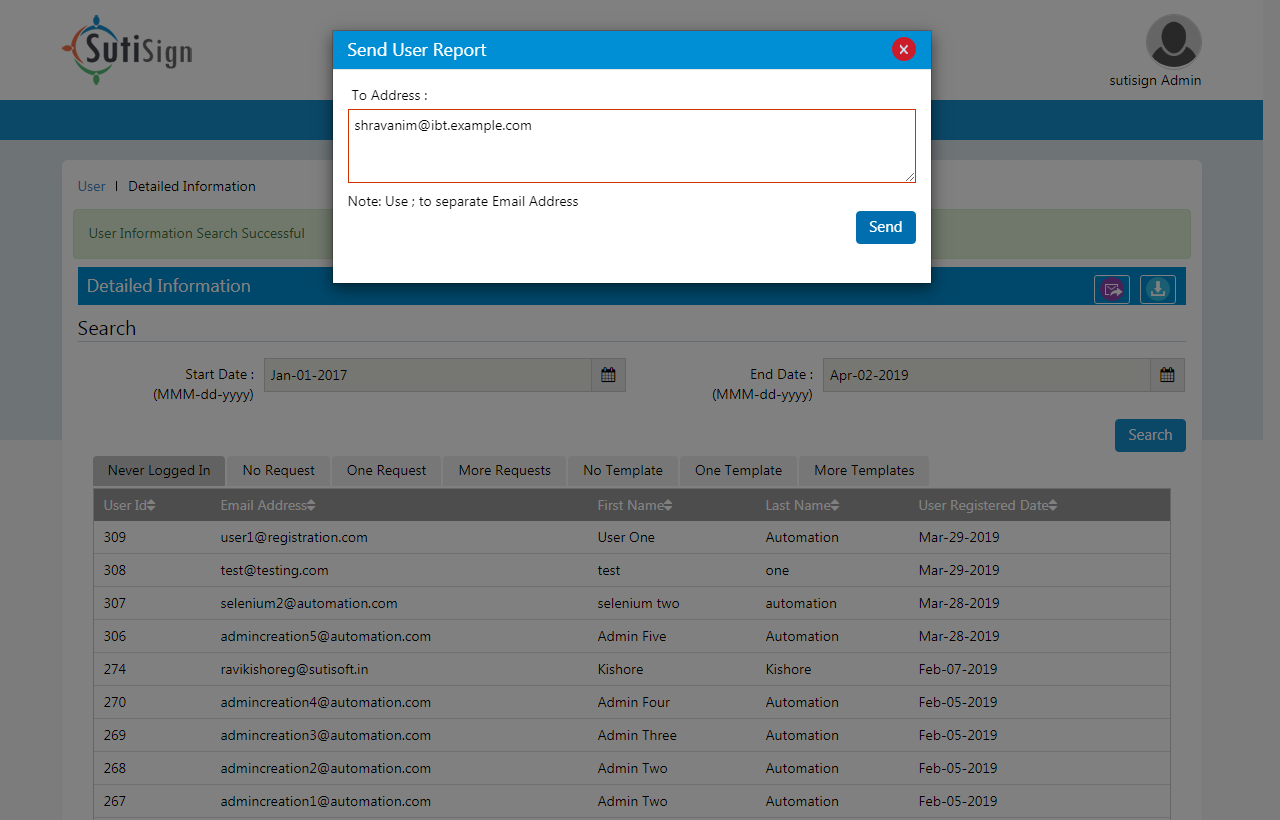 SutiSign
Send User Report
sutisign Admin
To Address :
shravanim@ibt.example.com
Note: Use ; to separate Email Address
Send
User | Detailed Information
User Information Search Successful
Detailed Information
Search
Start Date : Jan-01-2017 End Date : Apr-02-2019
(MMM-dd-yyyy) (MMM-dd-yyyy)
Search
Never Logged In No Request One Request More Requests No Template One Template More Templates
User Id Email Address First Name Last Name User Registered Date
309 user1@registration.com User One Automation Mar-29-2019
308 test@testing.com test one Mar-29-2019
307 selenium2@automation.com selenium two automation Mar-28-2019
306 admincreation5@automation.com Admin Five Automation Mar-28-2019
274 ravikishoreg@sutisoft.in Kishore Kishore Feb-07-2019
270 admincreation4@automation.com Admin Four Automation Feb-05-2019
269 admincreation3@automation.com Admin Three Automation Feb-05-2019
268 admincreation2@automation.com Admin Two Automation Feb-05-2019
267 admincreation1@automation.com Admin Two Automation Feb-05-2019